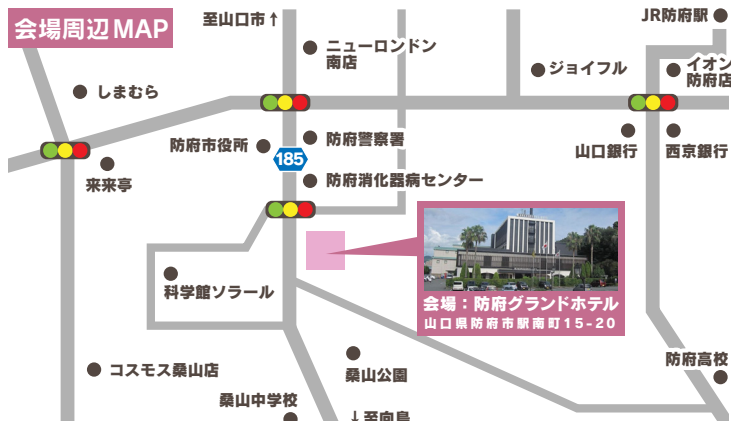 会場周辺MAP
至山口市↑
JR防府駅
ニューロンドン
南店
ジョイフル
イオン
防府店
しまむら
防府市役所
防府警察署
山口銀行
西京銀行
185
来来亭
防府消化器病センター
科学館ソラール
会場：防府グランドホテル
山口県防府市駅南町15-20
コスモス桑山店
桑山公園
防府高校
桑山中学校
↓至向島